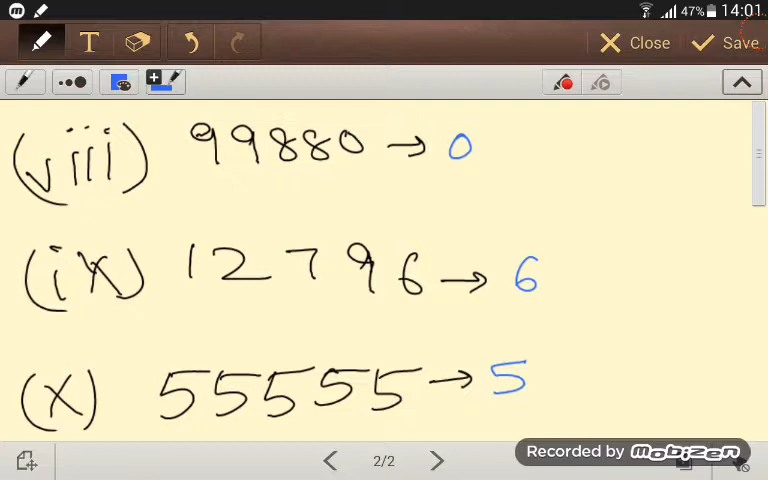 47% 14:01
T Close Save
(viii) 99880 → 0
(ix) 12796 → 6
(x) 55555 → 5
2/2
Recorded by
Mobizen